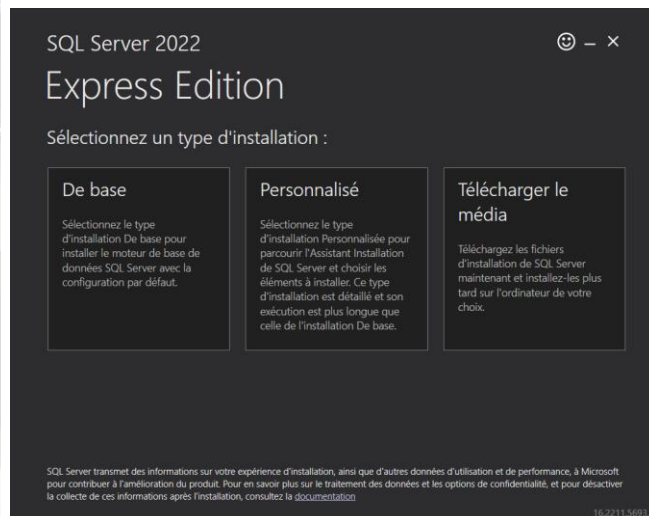 SQL Server 2022
Express Edition
Sélectionnez un type d'installation :
De base
Sélectionnez le type
d'installation De base pour
installer le moteur de base de
données SQL Server avec la
configuration par défaut.
Personnalisé
Sélectionnez le type
d'installation Personnalisée pour
parcourir l'Assistant Installation
de SQL Server et choisir les
éléments à installer. Ce type
d'installation est détaillé et son
exécution est plus longue que
celle de l'installation De base.
Télécharger le
média
Téléchargez les fichiers
d'installation de SQL Server
maintenant et installez-les plus
tard sur l'ordinateur de votre
choix.
SQL Server transmet des informations sur votre expérience d'installation, ainsi que d'autres données d'utilisation et de performance, à Microsoft
pour contribuer à l'amélioration du produit. Pour en savoir plus sur le traitement des données et les options de confidentialité, et pour désactiver
la collecte de ces informations après l'installation, consultez la documentation
16.2211.5693